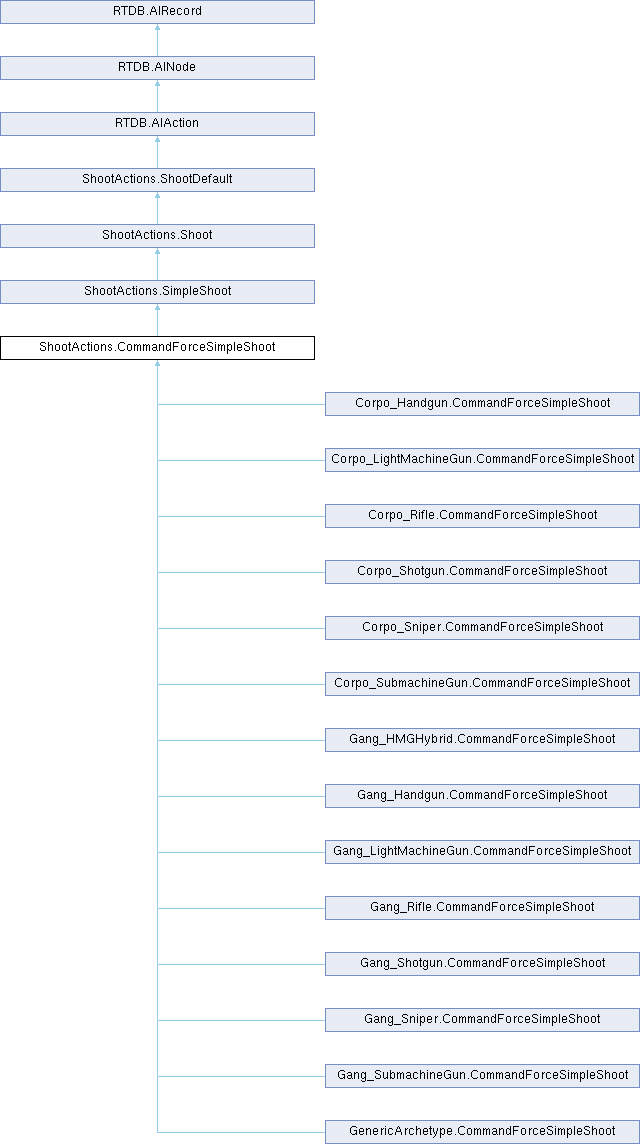 RTDB.AIRecord
RTDB.AINode
RTDB.AIAction
ShootActions.ShootDefault
ShootActions.Shoot
ShootActions.SimpleShoot
ShootActions.CommandForceSimpleShoot
Corpo_Handgun.CommandForceSimpleShoot
Corpo_LightMachineGun.CommandForceSimpleShoot
Corpo_Rifle.CommandForceSimpleShoot
Corpo_Shotgun.CommandForceSimpleShoot
Corpo_Sniper.CommandForceSimpleShoot
Corpo_SubmachineGun.CommandForceSimpleShoot
Gang_HMGHybrid.CommandForceSimpleShoot
Gang_Handgun.CommandForceSimpleShoot
Gang_LightMachineGun.CommandForceSimpleShoot
Gang_Rifle.CommandForceSimpleShoot
Gang_Shotgun.CommandForceSimpleShoot
Gang_Sniper.CommandForceSimpleShoot
Gang_SubmachineGun.CommandForceSimpleShoot
GenericArchetype.CommandForceSimpleShoot